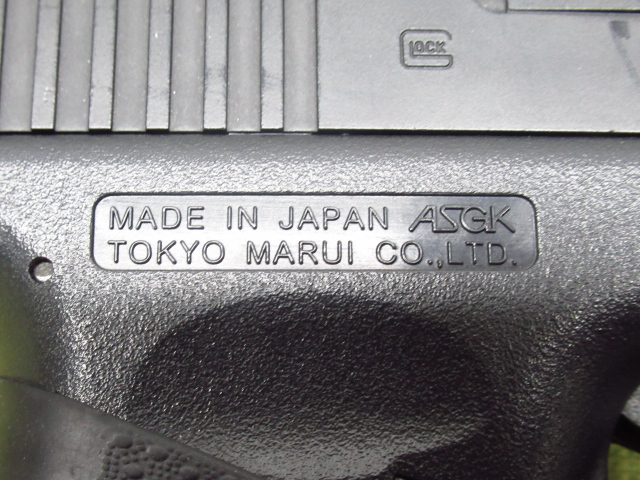 GLOCK
MADE IN JAPAN ASGK
TOKYO MARUI CO.,LTD.